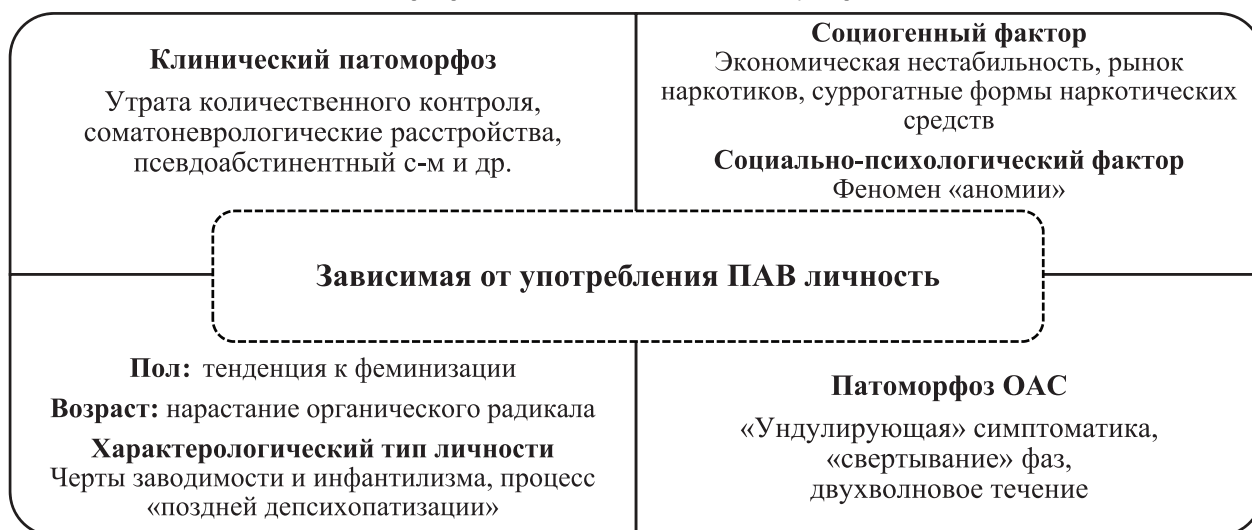 Клинический патоморфоз
Утрата количественного контроля,
соматоневрологические расстройства,
псевдоабстинентный с-м и др.
Социогенный фактор
Экономическая нестабильность, рынок
наркотиков, суррогатные формы наркотических
средств
Социально-психологический фактор
Феномен «аномии»
Зависимая от употребления ПАВ личность
Пол: тенденция к феминизации
Возраст: нарастание органического радикала
Характерологический тип личности
Черты заводимости и инфантилизма, процесс
«поздней депсихопатизации»
Патоморфоз ОАС
«Ундулирующая» симптоматика,
«свертывание» фаз,
двухволновое течение